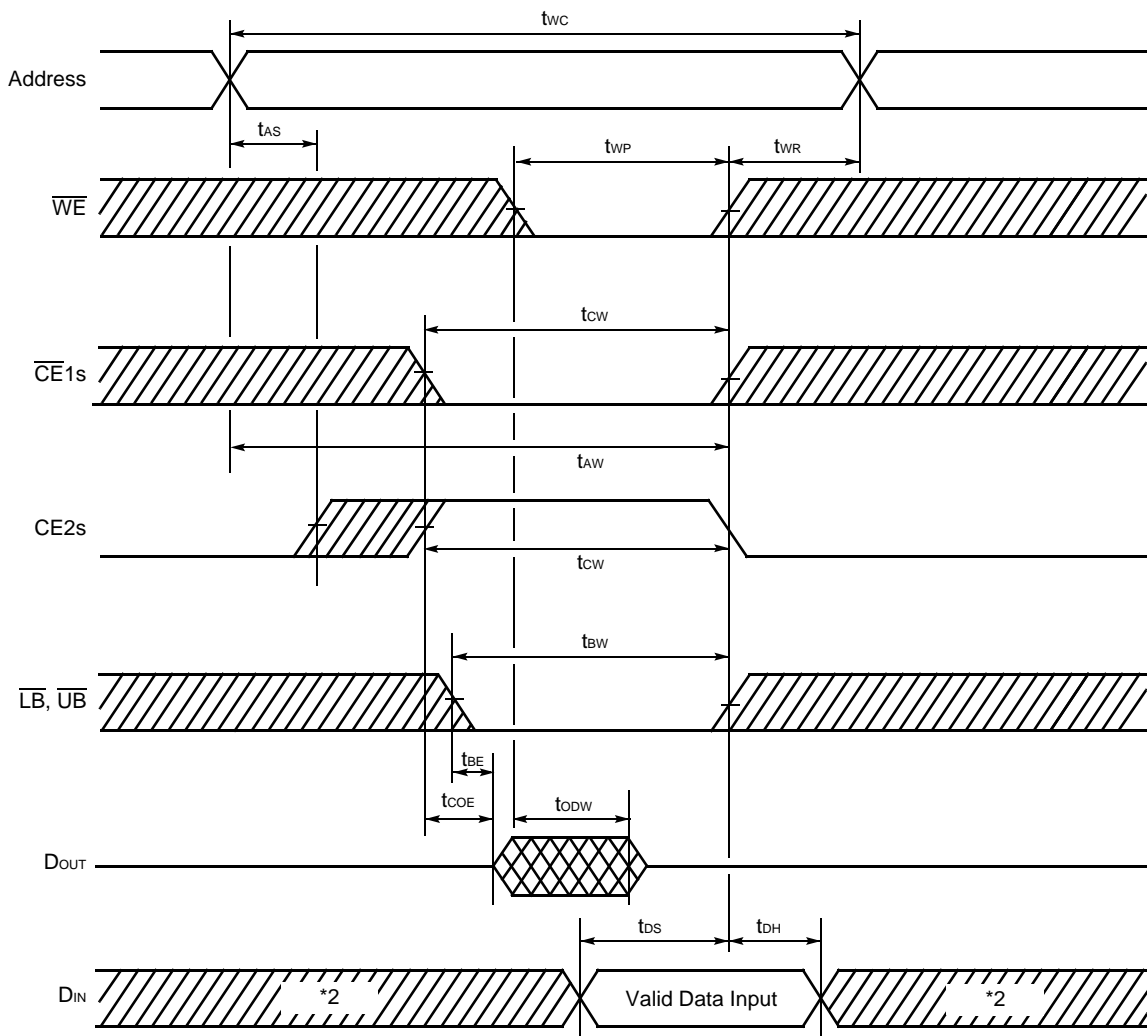 tWC
Address
tAS
tWP
tWR
WE
tCW
CE1s
tAW
CE2s
tCW
tBW
LB, UB
tBE
tCOE
tODW
DOUT
tDS
tDH
DIN
*2
Valid Data Input
*2